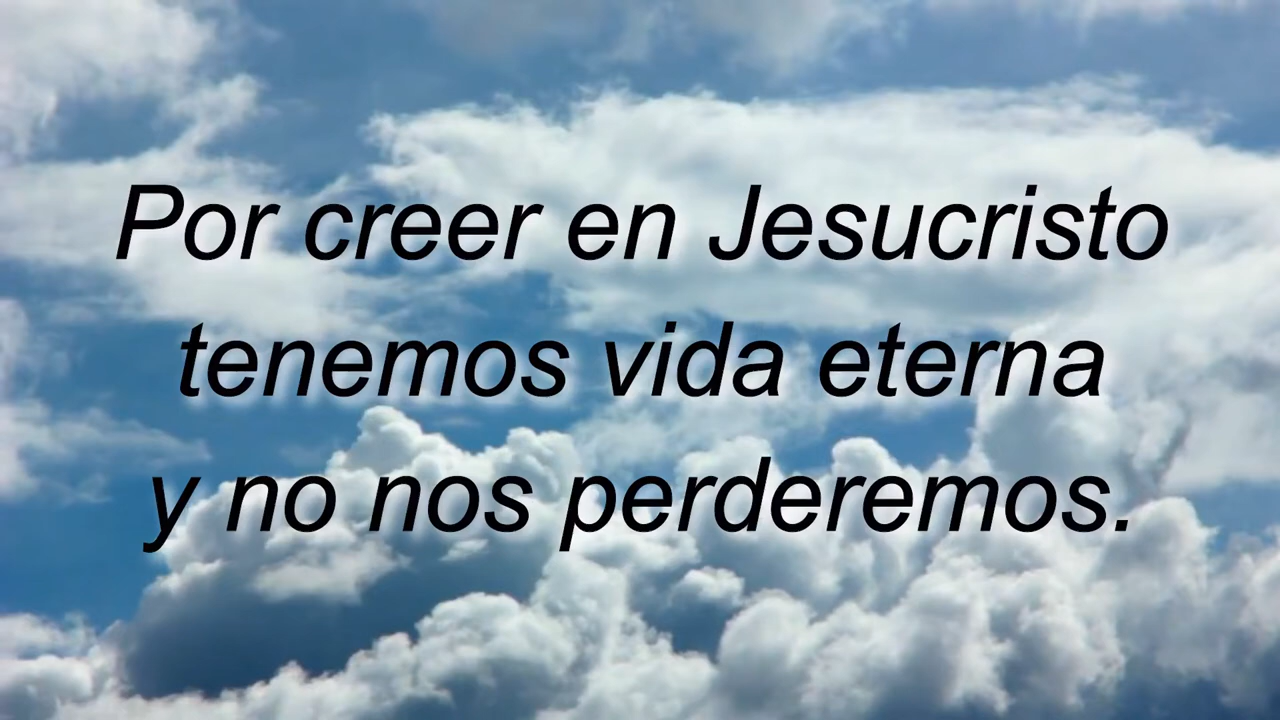 Por creer en Jesucristo
tenemos vida eterna
y no nos perderemos.